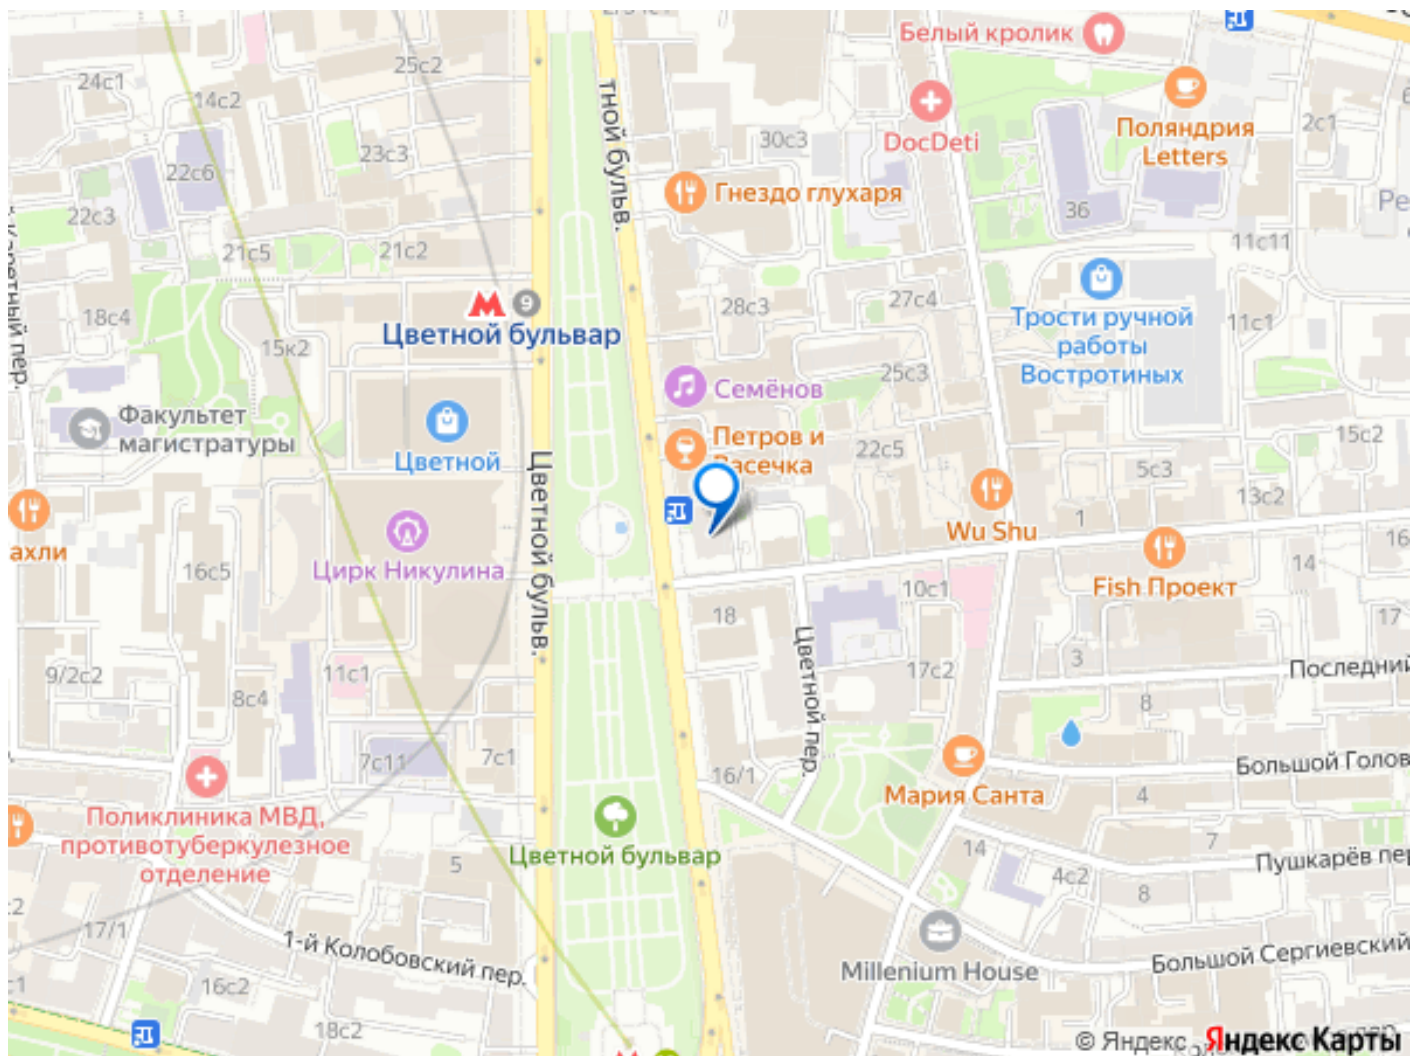 Белый кролик
24с1
25с2
14с2
DocDeti
Поляндрия
Letters
2с1
30с3
23с3
тной бульв.
22с6
Гнездо глухаря
36
22с3
21с5
21с2
11с11
9
28с3
27с4
18с4
Цветной бульвар
Трости ручной
работы
Востротиных
11с1
15к2
Семёнов
25с3
Факультет
магистратуры
Цветной
Петров и
22с5
15с2
5с3
13с2
Wu Shu
1
Цветной бульв.
Цирк Никулина
16с5
Fish Проект
14
10с1
18
17
Цветной пер.
3
17с2
Последний
9/2с2
11с1
8с4
8
7с11
7с1
16/1
Большой Голов
4
Мария Санта
Поликлиника МВД,
противотуберкулезное
отделение
Цветной бульвар
5
14
7
Пушкарёв пер
4с2
8
17/1
1-й Колобовский пер.
Millenium House
Большой Сергиевский
16с2
18с2
© Яндекс Яндекс Карты